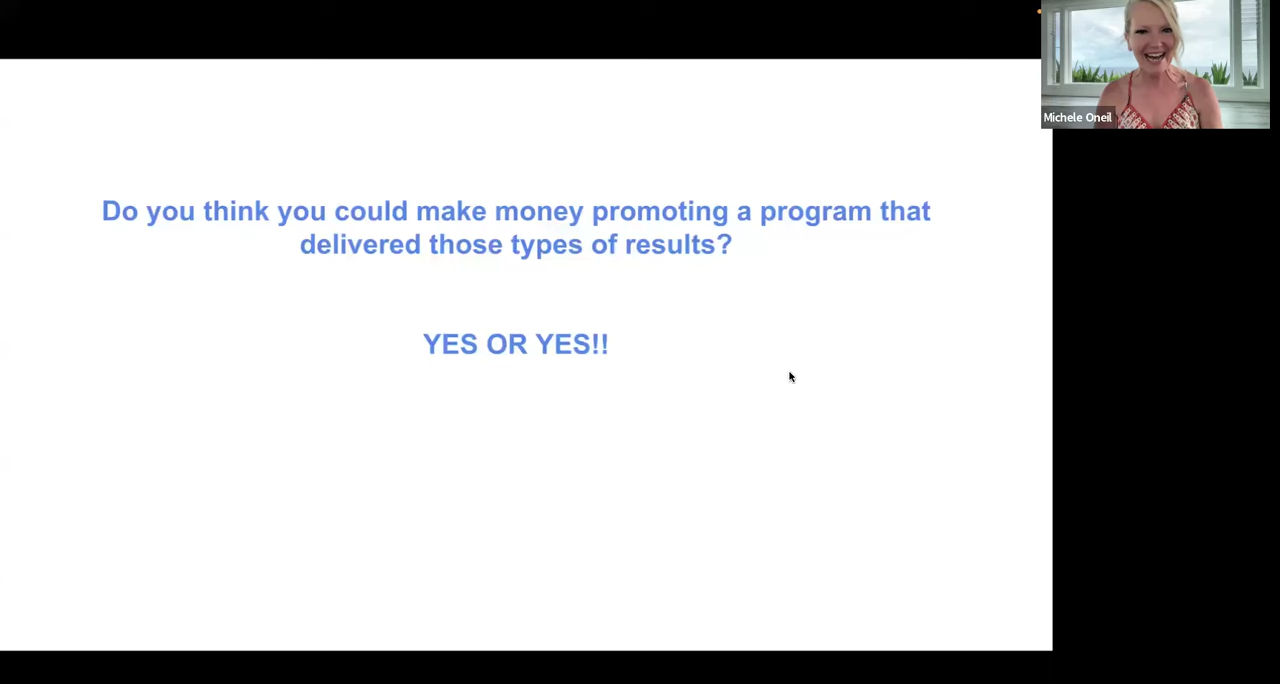 Michele Oneil
Do you think you could make money promoting a program that
delivered those types of results?
YES OR YES!!